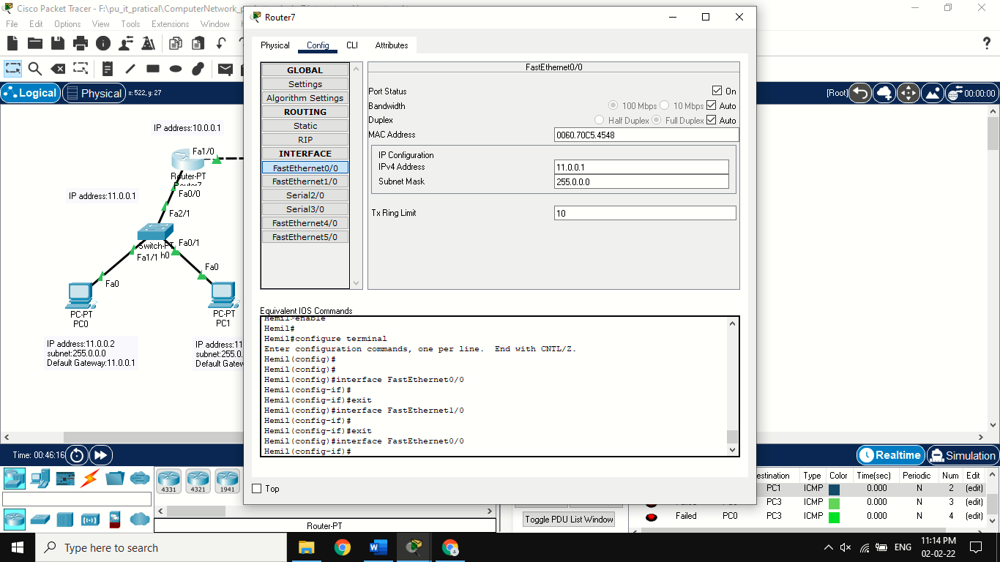 Cisco Packet Tracer - F:\pu_it_pratical\ComputerNetwork_p
File Edit Options View Tools Extensions Window
Logical
Physical
x: 522, y: 27
[Root]
00:00:00
IP address:10.0.0.1
Fa1/0
Router-PT
Router7
IP address:11.0.0.1
Fa0/0
Fa2/1
Switch-PT
Fa0/1
Fa1/1
h0
Fa0
Fa0
PC-PT
PC0
PC-PT
PC1
IP address:11.0.0.2
subnet:255.0.0.0
Default Gateway:11.0.0.1
IP address:11
subnet:255.0
Default Gatew
Router7
Physical Config CLI Attributes
GLOBAL
Settings
Algorithm Settings
ROUTING
Static
RIP
INTERFACE
FastEthernet0/0
FastEthernet1/0
Serial2/0
Serial3/0
FastEthernet4/0
FastEthernet5/0
FastEthernet0/0
Port Status On
Bandwidth 100 Mbps 10 Mbps Auto
Duplex Half Duplex Full Duplex Auto
MAC Address 0060.70C5.4548
IP Configuration
IPv4 Address 11.0.0.1
Subnet Mask 255.0.0.0
Tx Ring Limit 10
Equivalent IOS Commands
Hemil>enable
Hemil#
Hemil#configure terminal
Enter configuration commands, one per line. End with CNTL/Z.
Hemil(config)#
Hemil(config)#
Hemil(config)#interface FastEthernet0/0
Hemil(config-if)#
Hemil(config-if)#exit
Hemil(config)#interface FastEthernet1/0
Hemil(config-if)#
Hemil(config-if)#exit
Hemil(config)#interface FastEthernet0/0
Hemil(config-if)#
Top
Time: 00:46:16
Realtime
Simulation
4331 4321 1941
Router-PT
Toggle PDU List Window
estination Type Color Time(sec) Periodic Num Edit
PC1 ICMP 0.000 N 2 (edit)
PC3 ICMP 0.000 N 3 (edit)
Failed PC0 PC3 ICMP 0.000 N 4 (edit)
Type here to search
ENG
11:14 PM
02-02-22